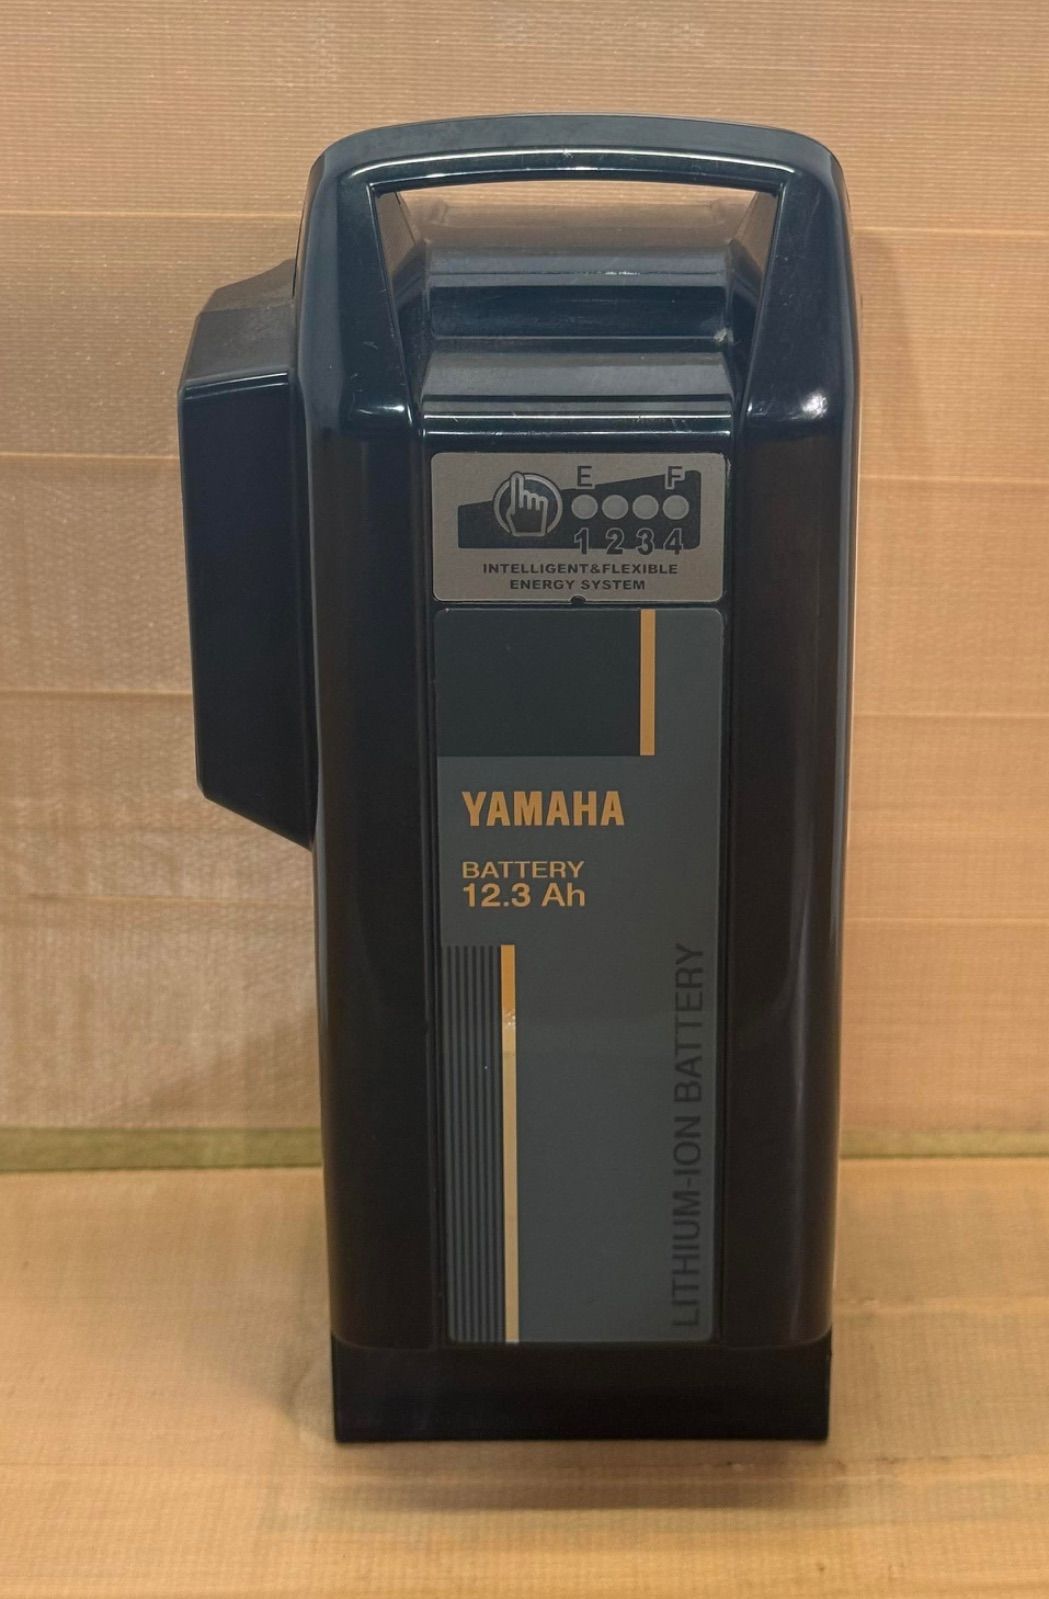 E F
1 2 3 4
INTELLIGENT&FLEXIBLE
ENERGY SYSTEM
YAMAHA
BATTERY
12.3 Ah
LITHIUM-ION BATTERY